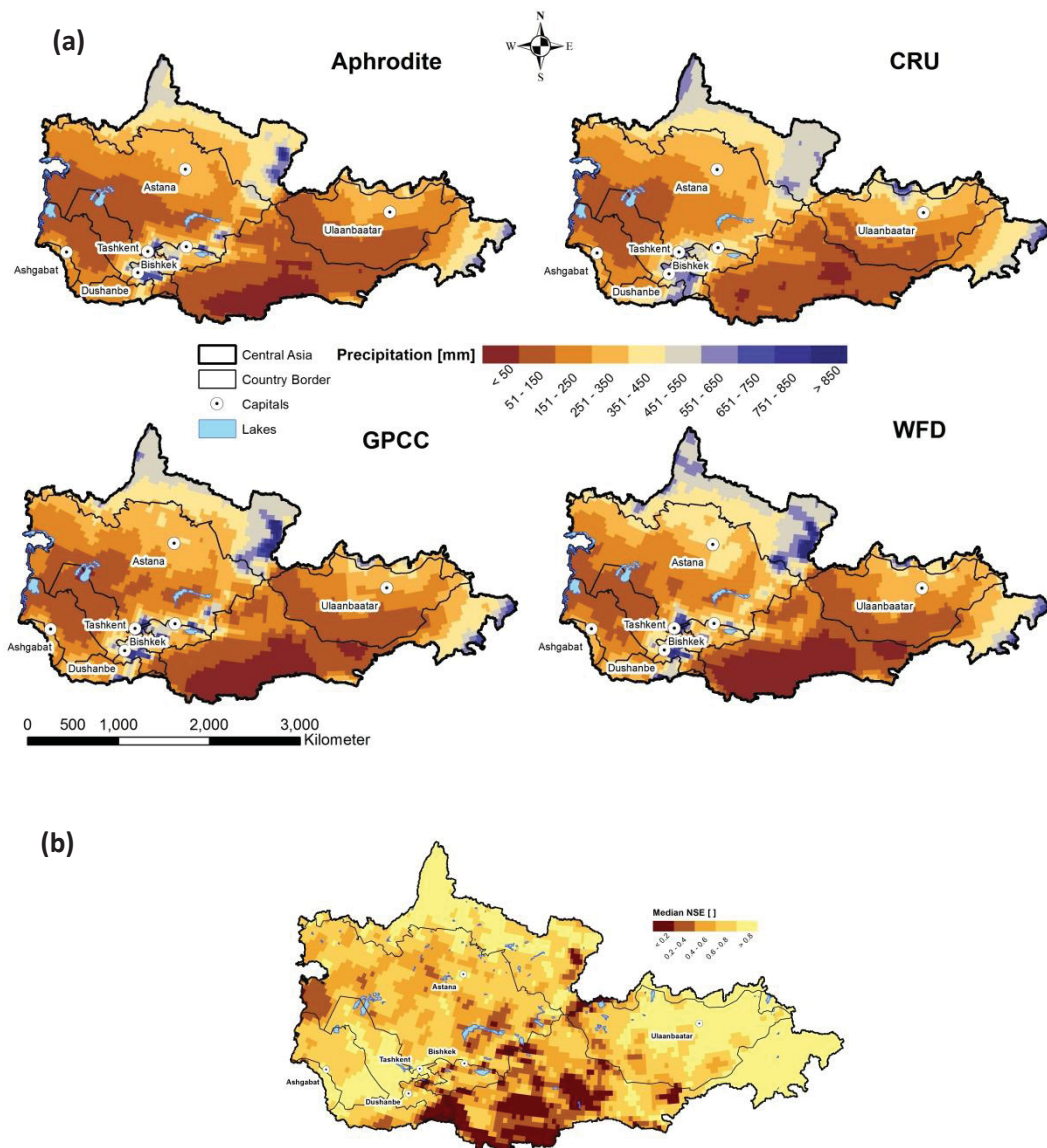 (a)
N
W
E
S
Aphrodite
CRU
Astana
Ulaanbaatar
Tashkent
Bishkek
Ashgabat
Dushanbe
Astana
Ulaanbaatar
Tashkent
Bishkek
Ashgabat
Dushanbe
Central Asia
Country Border
Capitals
Lakes
Precipitation [mm]
< 50
51 - 150
151 - 250
251 - 350
351 - 450
451 - 550
551 - 650
651 - 750
751 - 850
> 850
GPCC
WFD
Astana
Ulaanbaatar
Tashkent
Bishkek
Ashgabat
Dushanbe
Astana
Ulaanbaatar
Tashkent
Bishkek
Ashgabat
Dushanbe
0 500 1,000 2,000 3,000
Kilometer
(b)
Median NSE [ ]
< 0.2
0.2 - 0.4
0.4 - 0.6
0.6 - 0.8
> 0.8
Astana
Ulaanbaatar
Bishkek
Tashkent
Ashgabat
Dushanbe